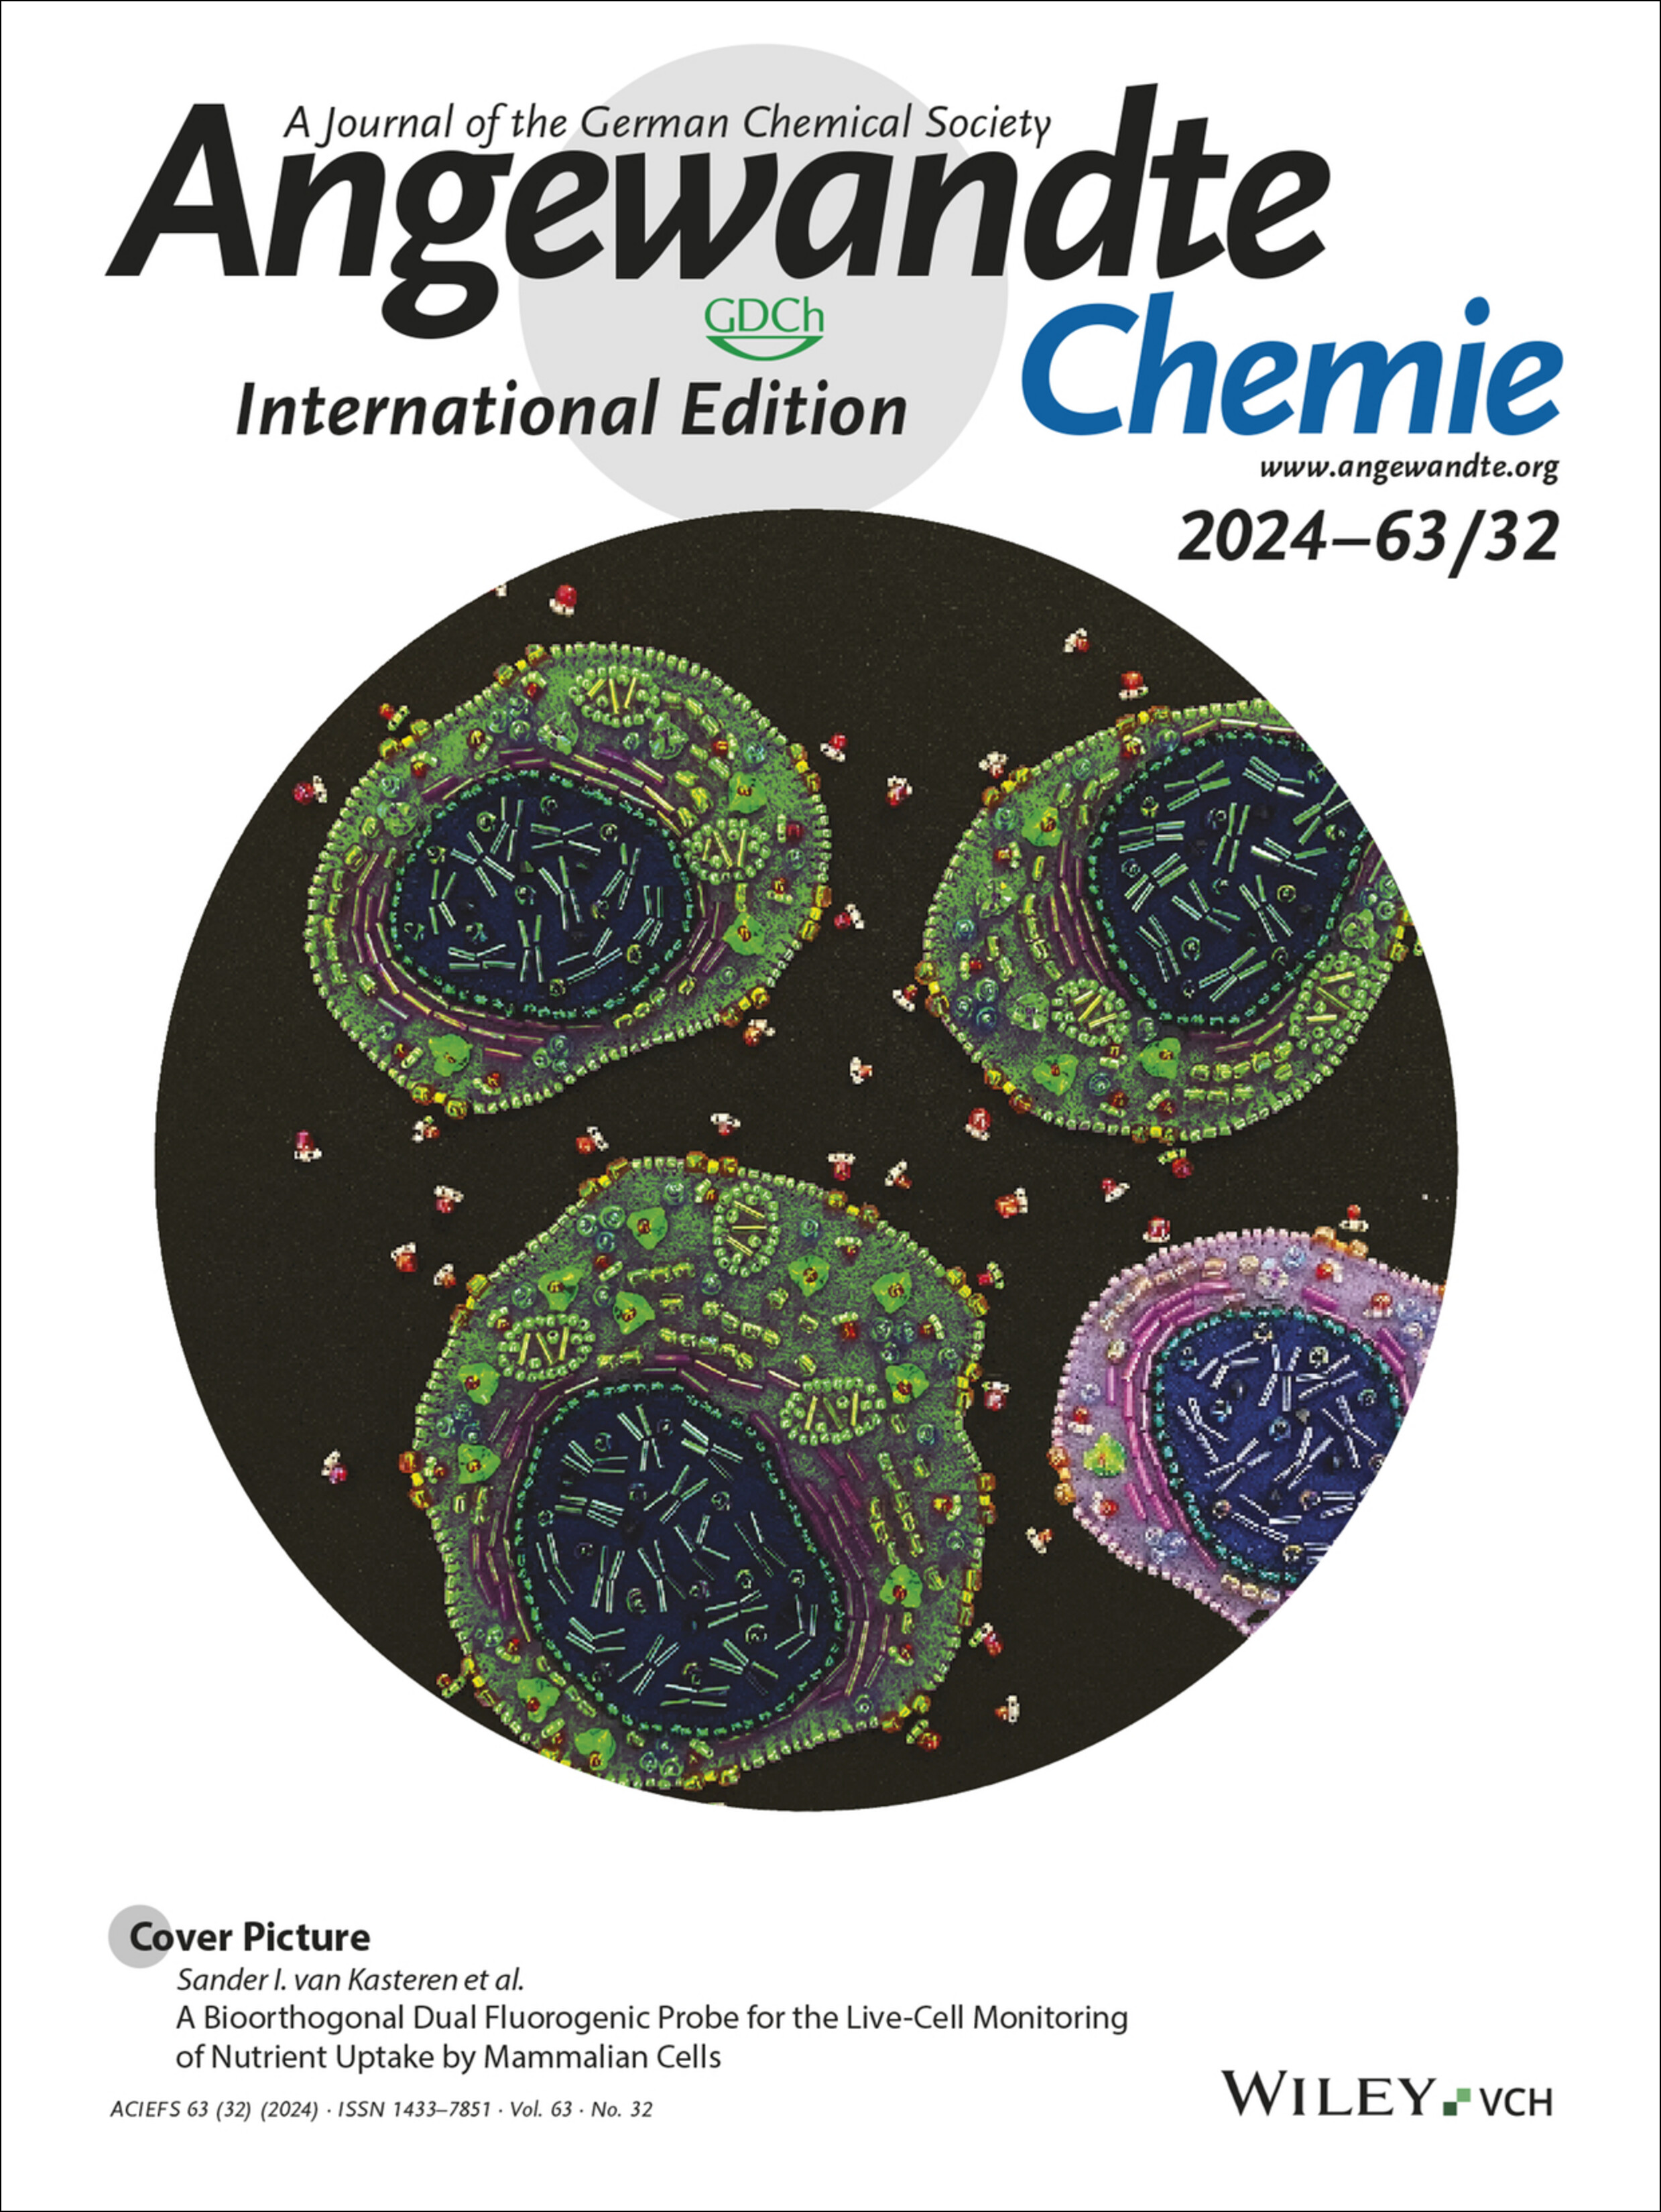 A Journal of the German Chemical Society
Angewandte
GDCh
Chemie
International Edition
www.angewandte.org
2024–63/32
Cover Picture
Sander I. van Kasteren et al.
A Bioorthogonal Dual Fluorogenic Probe for the Live-Cell Monitoring
of Nutrient Uptake by Mammalian Cells
ACIEFS 63 (32) (2024) · ISSN 1433–7851 · Vol. 63 · No. 32
WILEY VCH